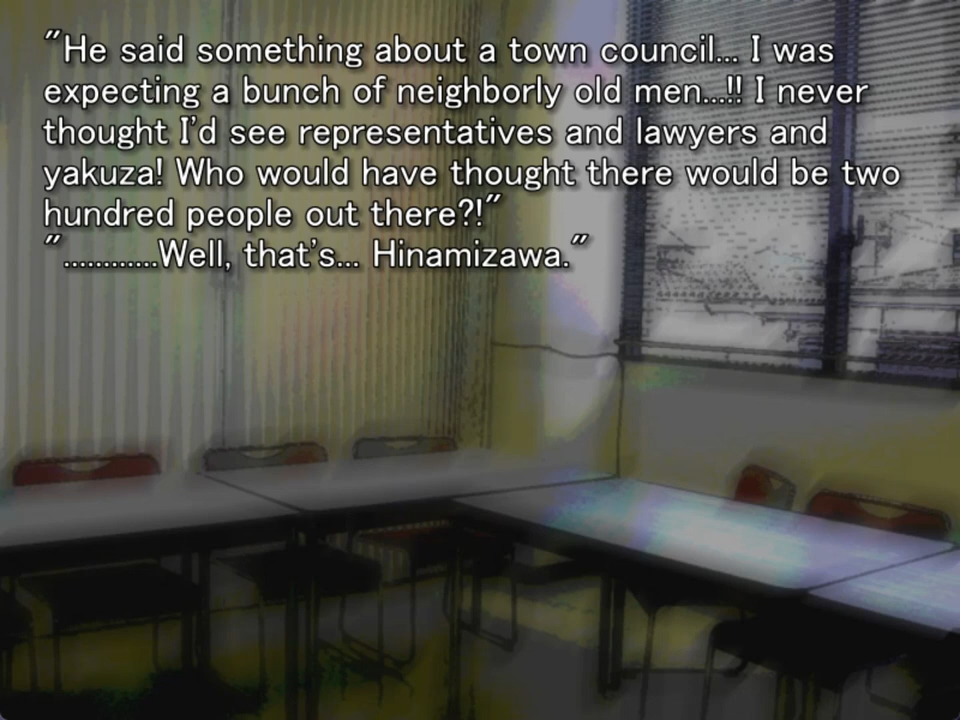 "He said something about a town council... I was
expecting a bunch of neighborly old men...!! I never
thought I'd see representatives and lawyers and
yakuza! Who would have thought there would be two
hundred people out there?!"
"............Well, that's... Hinamizawa."